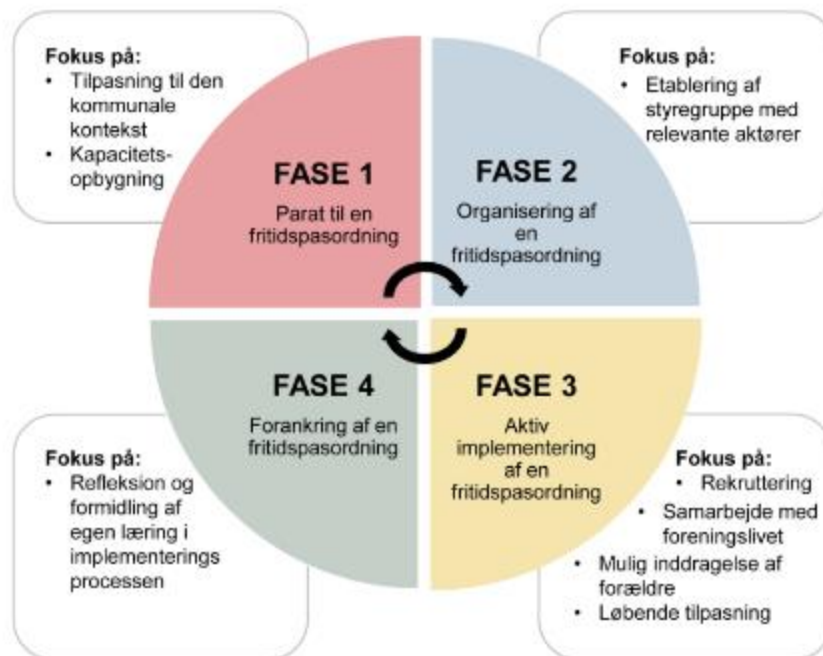 Fokus på:
• Tilpasning til den
kommunale
kontekst
• Kapacitets-
opbygning
FASE 1
Parat til en
fritidspasordning
Fokus på:
• Etablering af
styregruppe med
relevante aktører
FASE 2
Organisering af
en
fritidspasordning
FASE 4
Forankring af en
fritidspasordning
Fokus på:
• Refleksion og
formidling af
egen læring i
implementerings
processen
FASE 3
Aktiv
implementering
af en
fritidspasordning
Fokus på:
• Rekruttering
• Samarbejde med
foreningslivet
• Mulig inddragelse af
forældre
• Løbende tilpasning